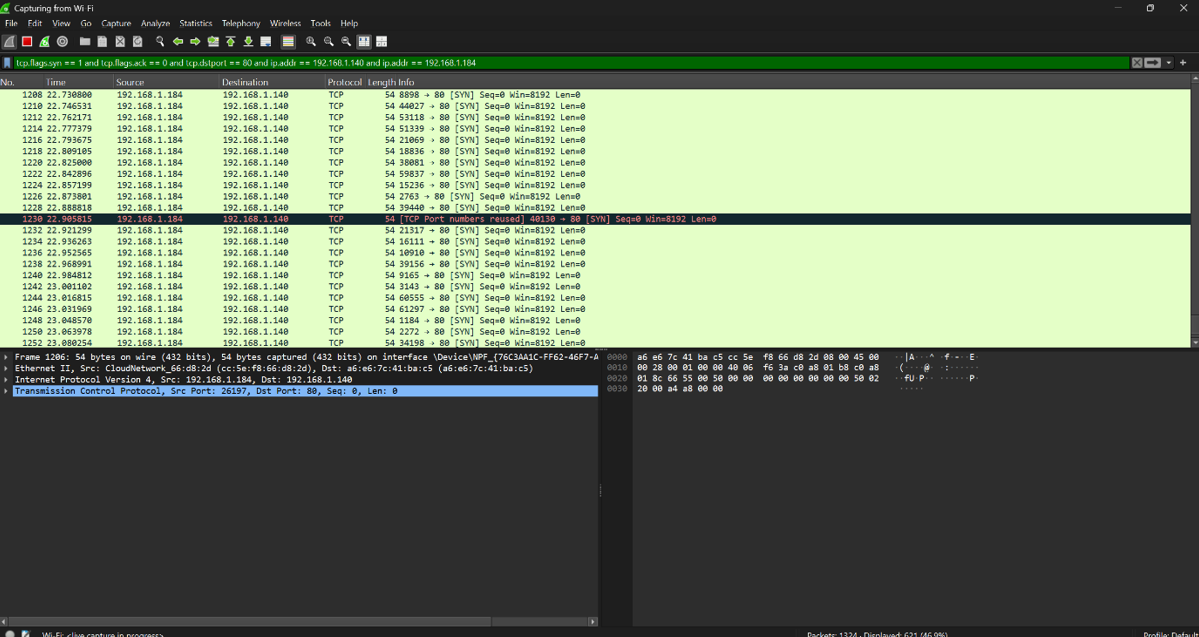 Capturing from Wi-Fi
File Edit View Go Capture Analyze Statistics Telephony Wireless Tools Help
tcp.flags.syn == 1 and tcp.flags.ack == 0 and tcp.dstport == 80 and ip.addr == 192.168.1.140 and ip.addr == 192.168.1.184
No. Time Source Destination Protocol Length Info
1208 22.730800 192.168.1.184 192.168.1.140 TCP 54 8898 → 80 [SYN] Seq=0 Win=8192 Len=0
1210 22.746531 192.168.1.184 192.168.1.140 TCP 54 44027 → 80 [SYN] Seq=0 Win=8192 Len=0
1212 22.762171 192.168.1.184 192.168.1.140 TCP 54 53118 → 80 [SYN] Seq=0 Win=8192 Len=0
1214 22.777379 192.168.1.184 192.168.1.140 TCP 54 51339 → 80 [SYN] Seq=0 Win=8192 Len=0
1216 22.793675 192.168.1.184 192.168.1.140 TCP 54 21069 → 80 [SYN] Seq=0 Win=8192 Len=0
1218 22.809105 192.168.1.184 192.168.1.140 TCP 54 18836 → 80 [SYN] Seq=0 Win=8192 Len=0
1220 22.825000 192.168.1.184 192.168.1.140 TCP 54 38081 → 80 [SYN] Seq=0 Win=8192 Len=0
1222 22.842896 192.168.1.184 192.168.1.140 TCP 54 59837 → 80 [SYN] Seq=0 Win=8192 Len=0
1224 22.857199 192.168.1.184 192.168.1.140 TCP 54 15236 → 80 [SYN] Seq=0 Win=8192 Len=0
1226 22.873801 192.168.1.184 192.168.1.140 TCP 54 2763 → 80 [SYN] Seq=0 Win=8192 Len=0
1228 22.888818 192.168.1.184 192.168.1.140 TCP 54 39440 → 80 [SYN] Seq=0 Win=8192 Len=0
1230 22.905815 192.168.1.184 192.168.1.140 TCP 54 [TCP Port numbers reused] 40130 → 80 [SYN] Seq=0 Win=8192 Len=0
1232 22.921299 192.168.1.184 192.168.1.140 TCP 54 21317 → 80 [SYN] Seq=0 Win=8192 Len=0
1234 22.936263 192.168.1.184 192.168.1.140 TCP 54 16111 → 80 [SYN] Seq=0 Win=8192 Len=0
1236 22.952565 192.168.1.184 192.168.1.140 TCP 54 10910 → 80 [SYN] Seq=0 Win=8192 Len=0
1238 22.968991 192.168.1.184 192.168.1.140 TCP 54 39156 → 80 [SYN] Seq=0 Win=8192 Len=0
1240 22.984812 192.168.1.184 192.168.1.140 TCP 54 9165 → 80 [SYN] Seq=0 Win=8192 Len=0
1242 23.001102 192.168.1.184 192.168.1.140 TCP 54 3143 → 80 [SYN] Seq=0 Win=8192 Len=0
1244 23.016815 192.168.1.184 192.168.1.140 TCP 54 60555 → 80 [SYN] Seq=0 Win=8192 Len=0
1246 23.031969 192.168.1.184 192.168.1.140 TCP 54 61297 → 80 [SYN] Seq=0 Win=8192 Len=0
1248 23.048570 192.168.1.184 192.168.1.140 TCP 54 1184 → 80 [SYN] Seq=0 Win=8192 Len=0
1250 23.063978 192.168.1.184 192.168.1.140 TCP 54 2272 → 80 [SYN] Seq=0 Win=8192 Len=0
1252 23.080254 192.168.1.184 192.168.1.140 TCP 54 34198 → 80 [SYN] Seq=0 Win=8192 Len=0
Frame 1206: 54 bytes on wire (432 bits), 54 bytes captured (432 bits) on interface \Device\NPF_{76C3AA1C-FF62-46F7-A
Ethernet II, Src: CloudNetwork_66:d8:2d (cc:5e:f8:66:d8:2d), Dst: a6:e6:7c:41:ba:c5 (a6:e6:7c:41:ba:c5)
Internet Protocol Version 4, Src: 192.168.1.184, Dst: 192.168.1.140
Transmission Control Protocol, Src Port: 26197, Dst Port: 80, Seq: 0, Len: 0
0000 a6 e6 7c 41 ba c5 cc 5e f8 66 d8 2d 08 00 45 00 ··|A···^ ·f·-··E·
0010 00 28 00 01 00 00 40 06 f6 3a c0 a8 01 b8 c0 a8 ·(····@· ·:······
0020 01 8c 66 55 00 50 00 00 00 00 00 00 00 00 50 02 ··fU·P·· ······P·
0030 20 00 a4 a8 00 00 ·····
Wi-Fi: <live capture in progress>
Packets: 1324 · Displayed: 621 (46.9%)
Profile: Default